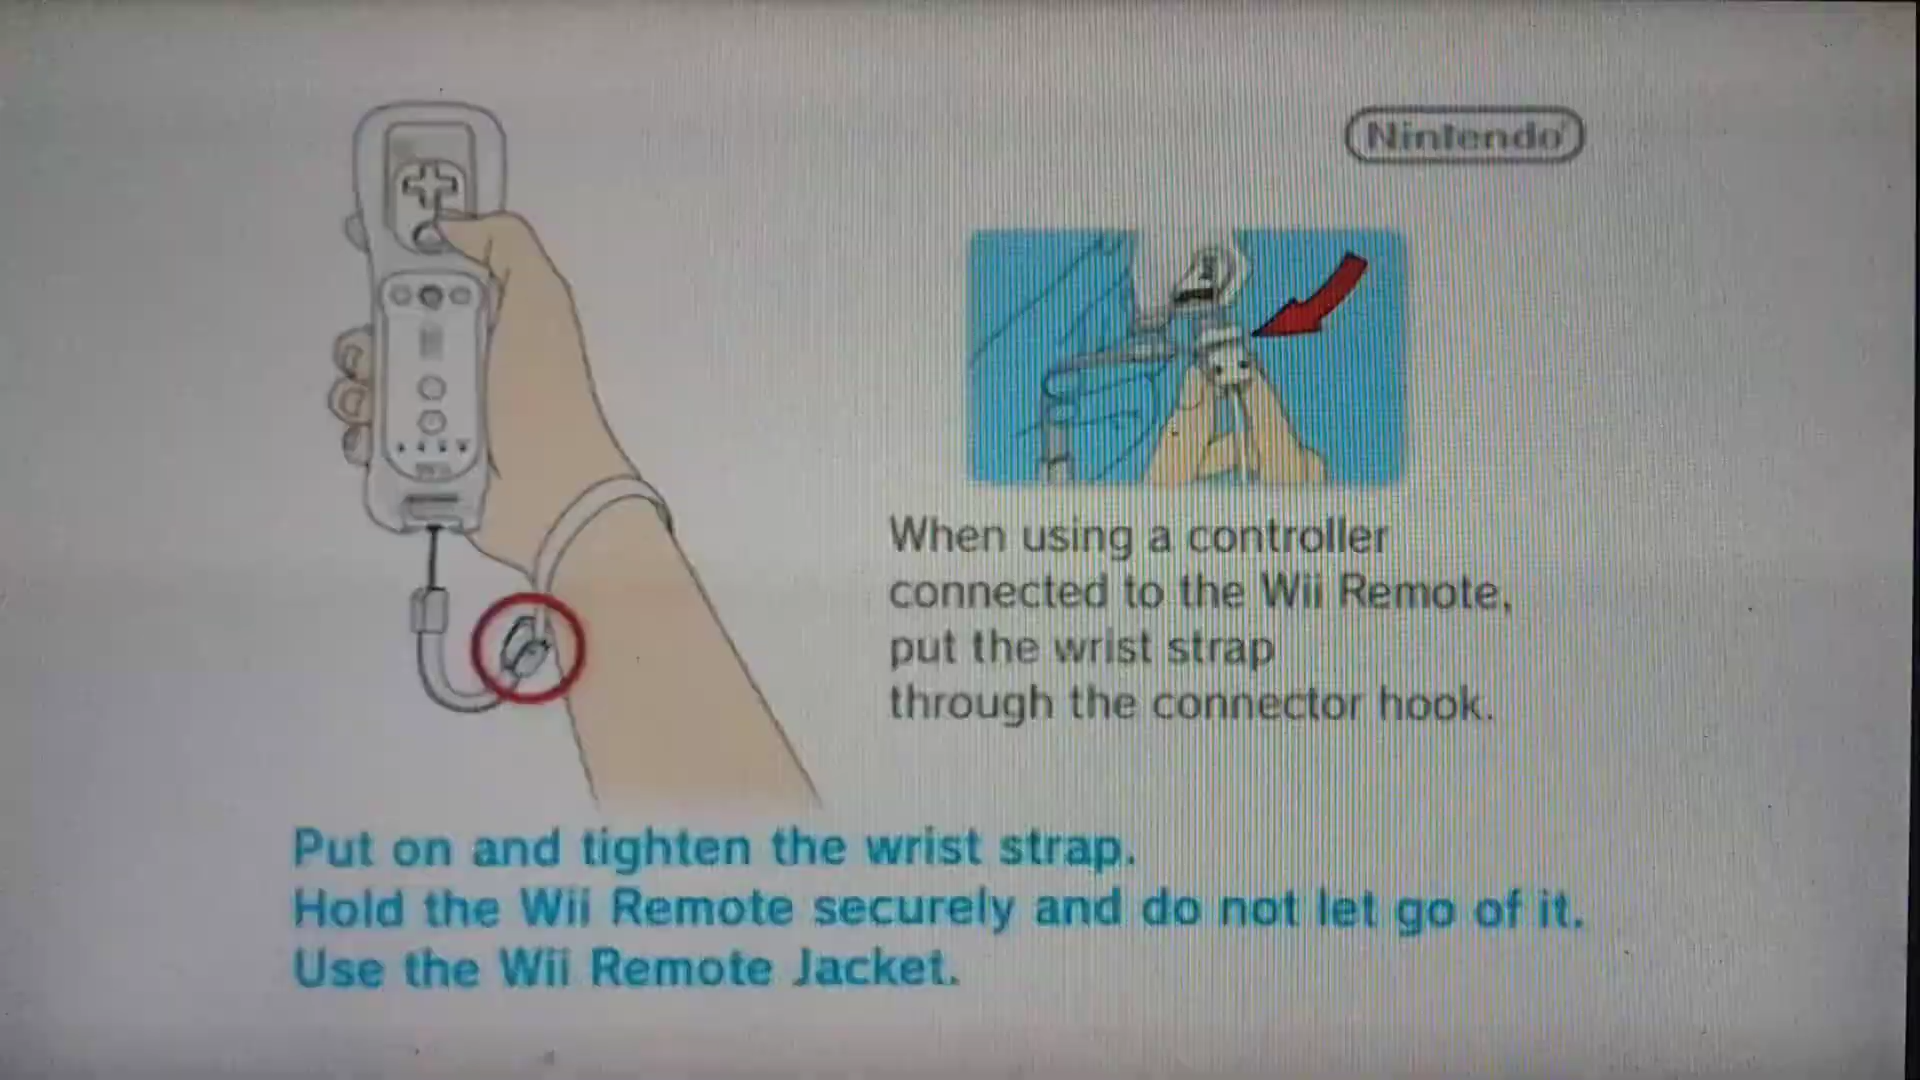 Nintendo
When using a controller
connected to the Wii Remote,
put the wrist strap
through the connector hook.
Put on and tighten the wrist strap.
Hold the Wii Remote securely and do not let go of it.
Use the Wii Remote Jacket.